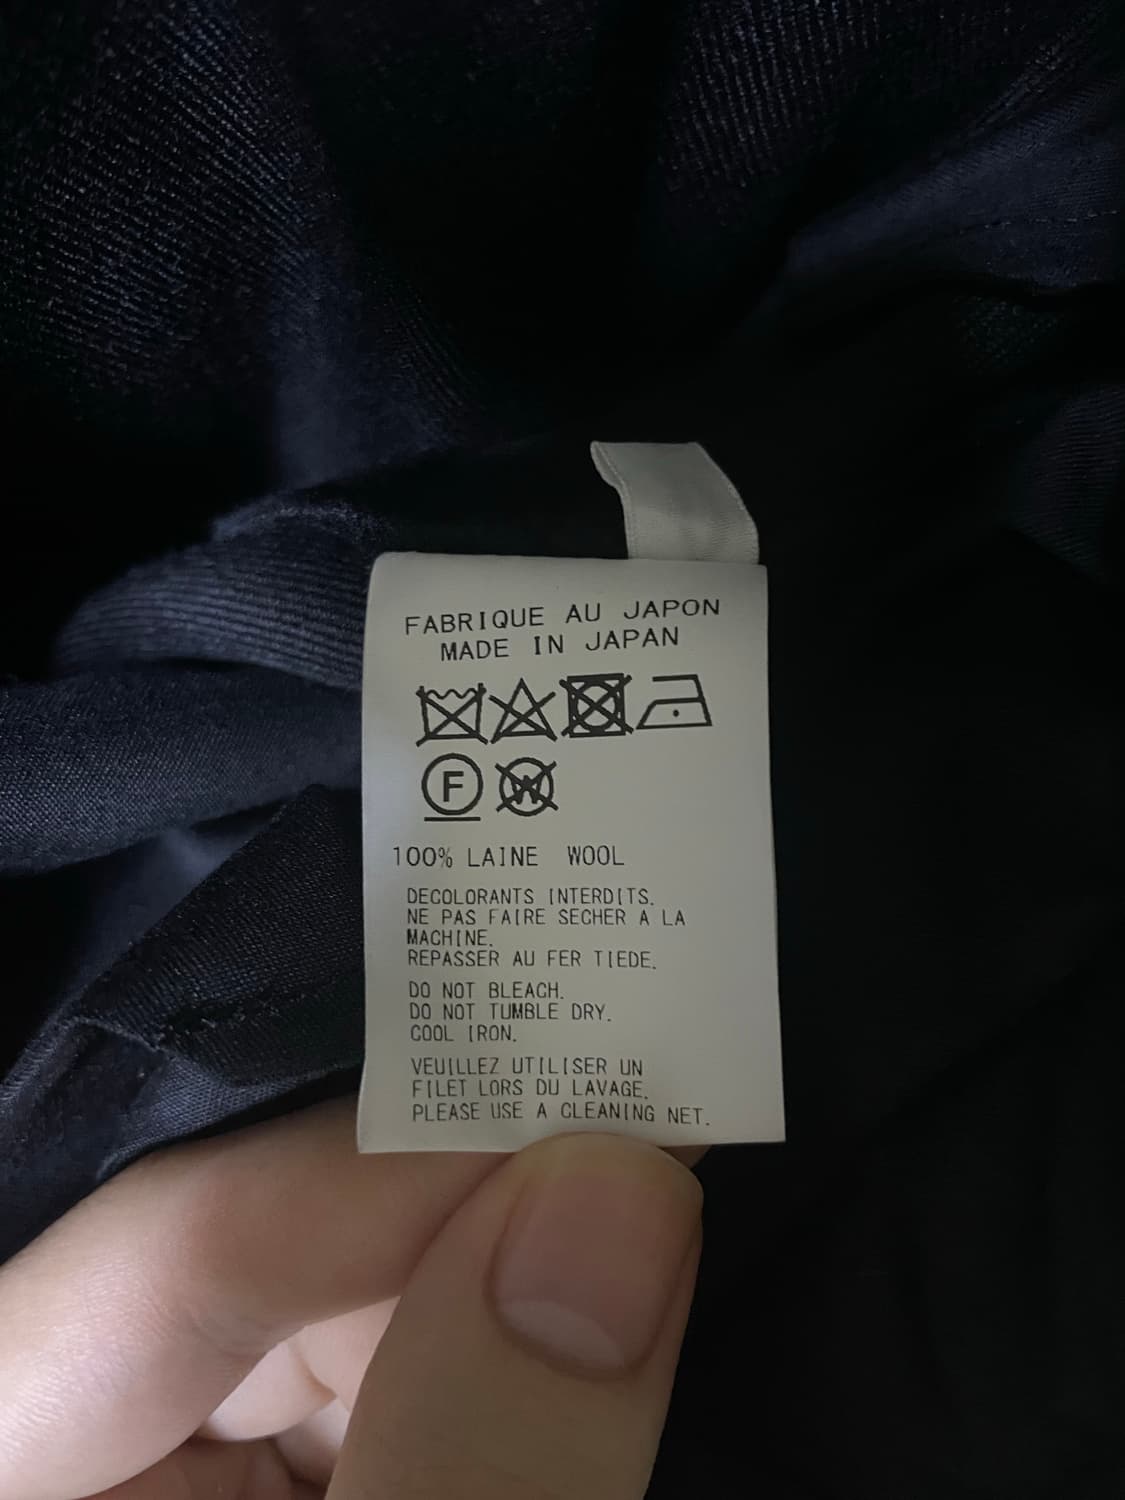 FABRIQUE AU JAPON
MADE IN JAPAN
F W
100% LAINE WOOL
DECOLORANTS INTERDITS.
NE PAS FAIRE SECHER A LA
MACHINE.
REPASSER AU FER TIEDE.
DO NOT BLEACH.
DO NOT TUMBLE DRY.
COOL IRON.
VEUILLEZ UTILISER UN
FILET LORS DU LAVAGE.
PLEASE USE A CLEANING NET.